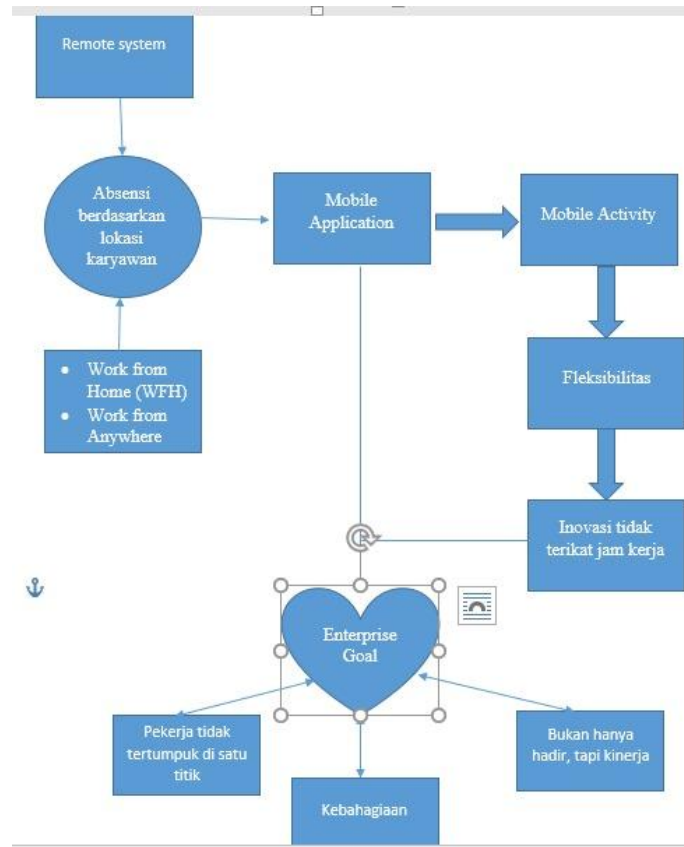 Remote system
Absensi
berdasarkan
lokasi
karyawan
Mobile
Application
Mobile Activity
● Work from
Home (WFH)
● Work from
Anywhere
Fleksibilitas
Inovasi tidak
terikat jam kerja
Enterprise
Goal
Pekerja tidak
tertumpuk di satu
titik
Kebahagiaan
Bukan hanya
hadir, tapi kinerja